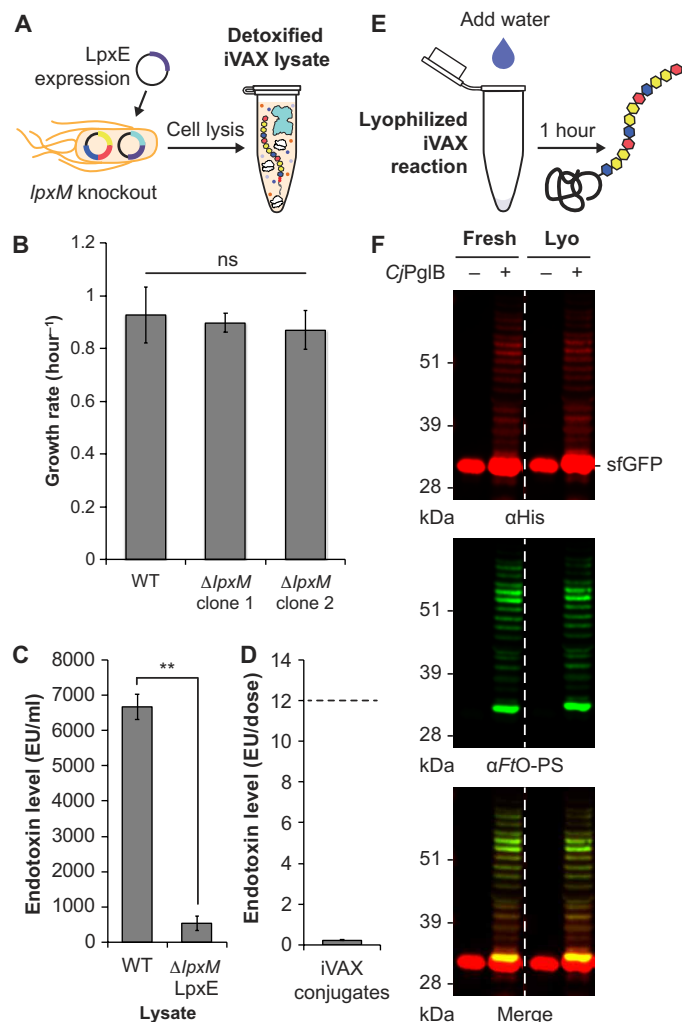 A
LpxE
expression
Detoxified
iVAX lysate
Cell lysis
lpxM knockout
B
ns
Growth rate (hour⁻¹)
1.2
1
0.8
0.6
0.4
0.2
0
WT
ΔlpxM
clone 1
ΔlpxM
clone 2
C
Endotoxin level (EU/ml)
8000
7000
6000
5000
4000
3000
2000
1000
0
**
WT
ΔlpxM
LpxE
Lysate
D
Endotoxin level (EU/dose)
14
12
10
8
6
4
2
0
iVAX
conjugates
E
Add water
Lyophilized
iVAX
reaction
1 hour
F
Fresh Lyo
CjPglB – + – +
51
39
28
kDa
sfGFP
αHis
51
39
28
kDa
αFtO-PS
51
39
28
kDa
Merge